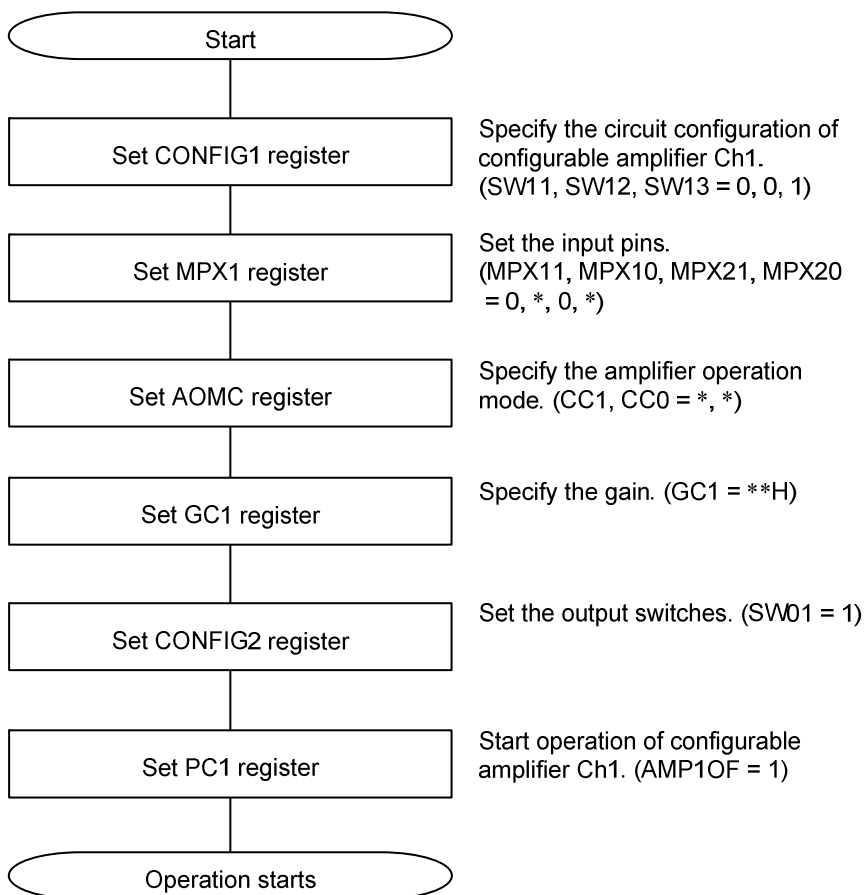 Start
Set CONFIG1 register
Specify the circuit configuration of
configurable amplifier Ch1.
(SW11, SW12, SW13 = 0, 0, 1)
Set MPX1 register
Set the input pins.
(MPX11, MPX10, MPX21, MPX20
= 0, *, 0, *)
Set AOMC register
Specify the amplifier operation
mode. (CC1, CC0 = *, *)
Set GC1 register
Specify the gain. (GC1 = **H)
Set CONFIG2 register
Set the output switches. (SW01 = 1)
Set PC1 register
Start operation of configurable
amplifier Ch1. (AMP1OF = 1)
Operation starts